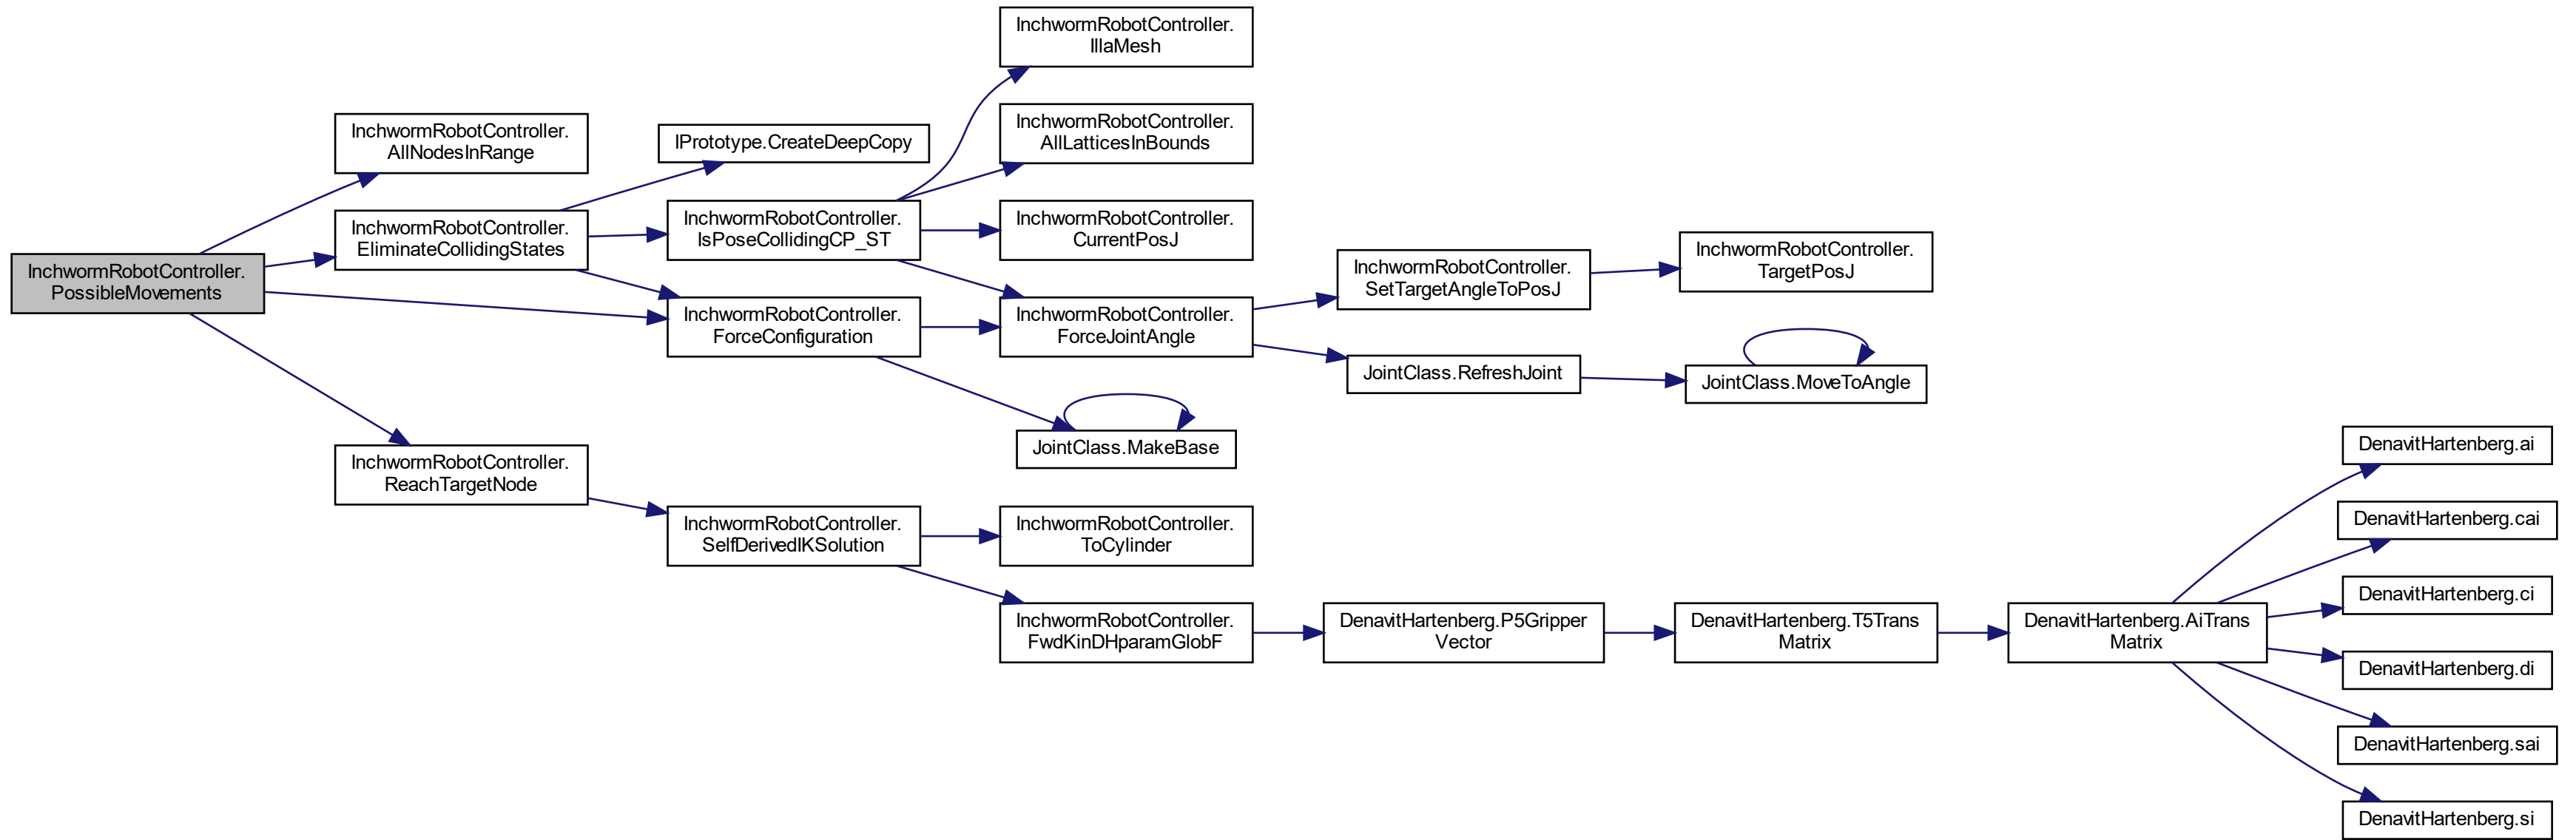 InchwormRobotController.
IllaMesh
InchwormRobotController.
AllNodesInRange
IPrototype.CreateDeepCopy
InchwormRobotController.
AllLatticesInBounds
InchwormRobotController.
EliminateCollidingStates
InchwormRobotController.
IsPoseCollidingCP_ST
InchwormRobotController.
CurrentPosJ
InchwormRobotController.
PossibleMovements
InchwormRobotController.
ForceConfiguration
InchwormRobotController.
ForceJointAngle
InchwormRobotController.
SetTargetAngleToPosJ
InchwormRobotController.
TargetPosJ
JointClass.RefreshJoint
JointClass.MoveToAngle
JointClass.MakeBase
InchwormRobotController.
ReachTargetNode
InchwormRobotController.
SelfDerivedIKSolution
InchwormRobotController.
ToCylinder
InchwormRobotController.
FwdKinDHparamGlobF
DenavitHartenberg.P5Gripper
Vector
DenavitHartenberg.T5Trans
Matrix
DenavitHartenberg.AiTrans
Matrix
DenavitHartenberg.ai
DenavitHartenberg.cai
DenavitHartenberg.ci
DenavitHartenberg.di
DenavitHartenberg.sai
DenavitHartenberg.si